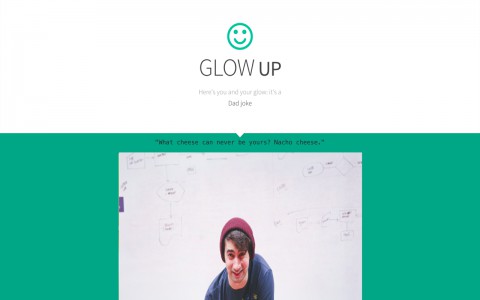 GLOW UP
Here's you and your glow: it's a
Dad joke
"What cheese can never be yours? Nacho cheese."